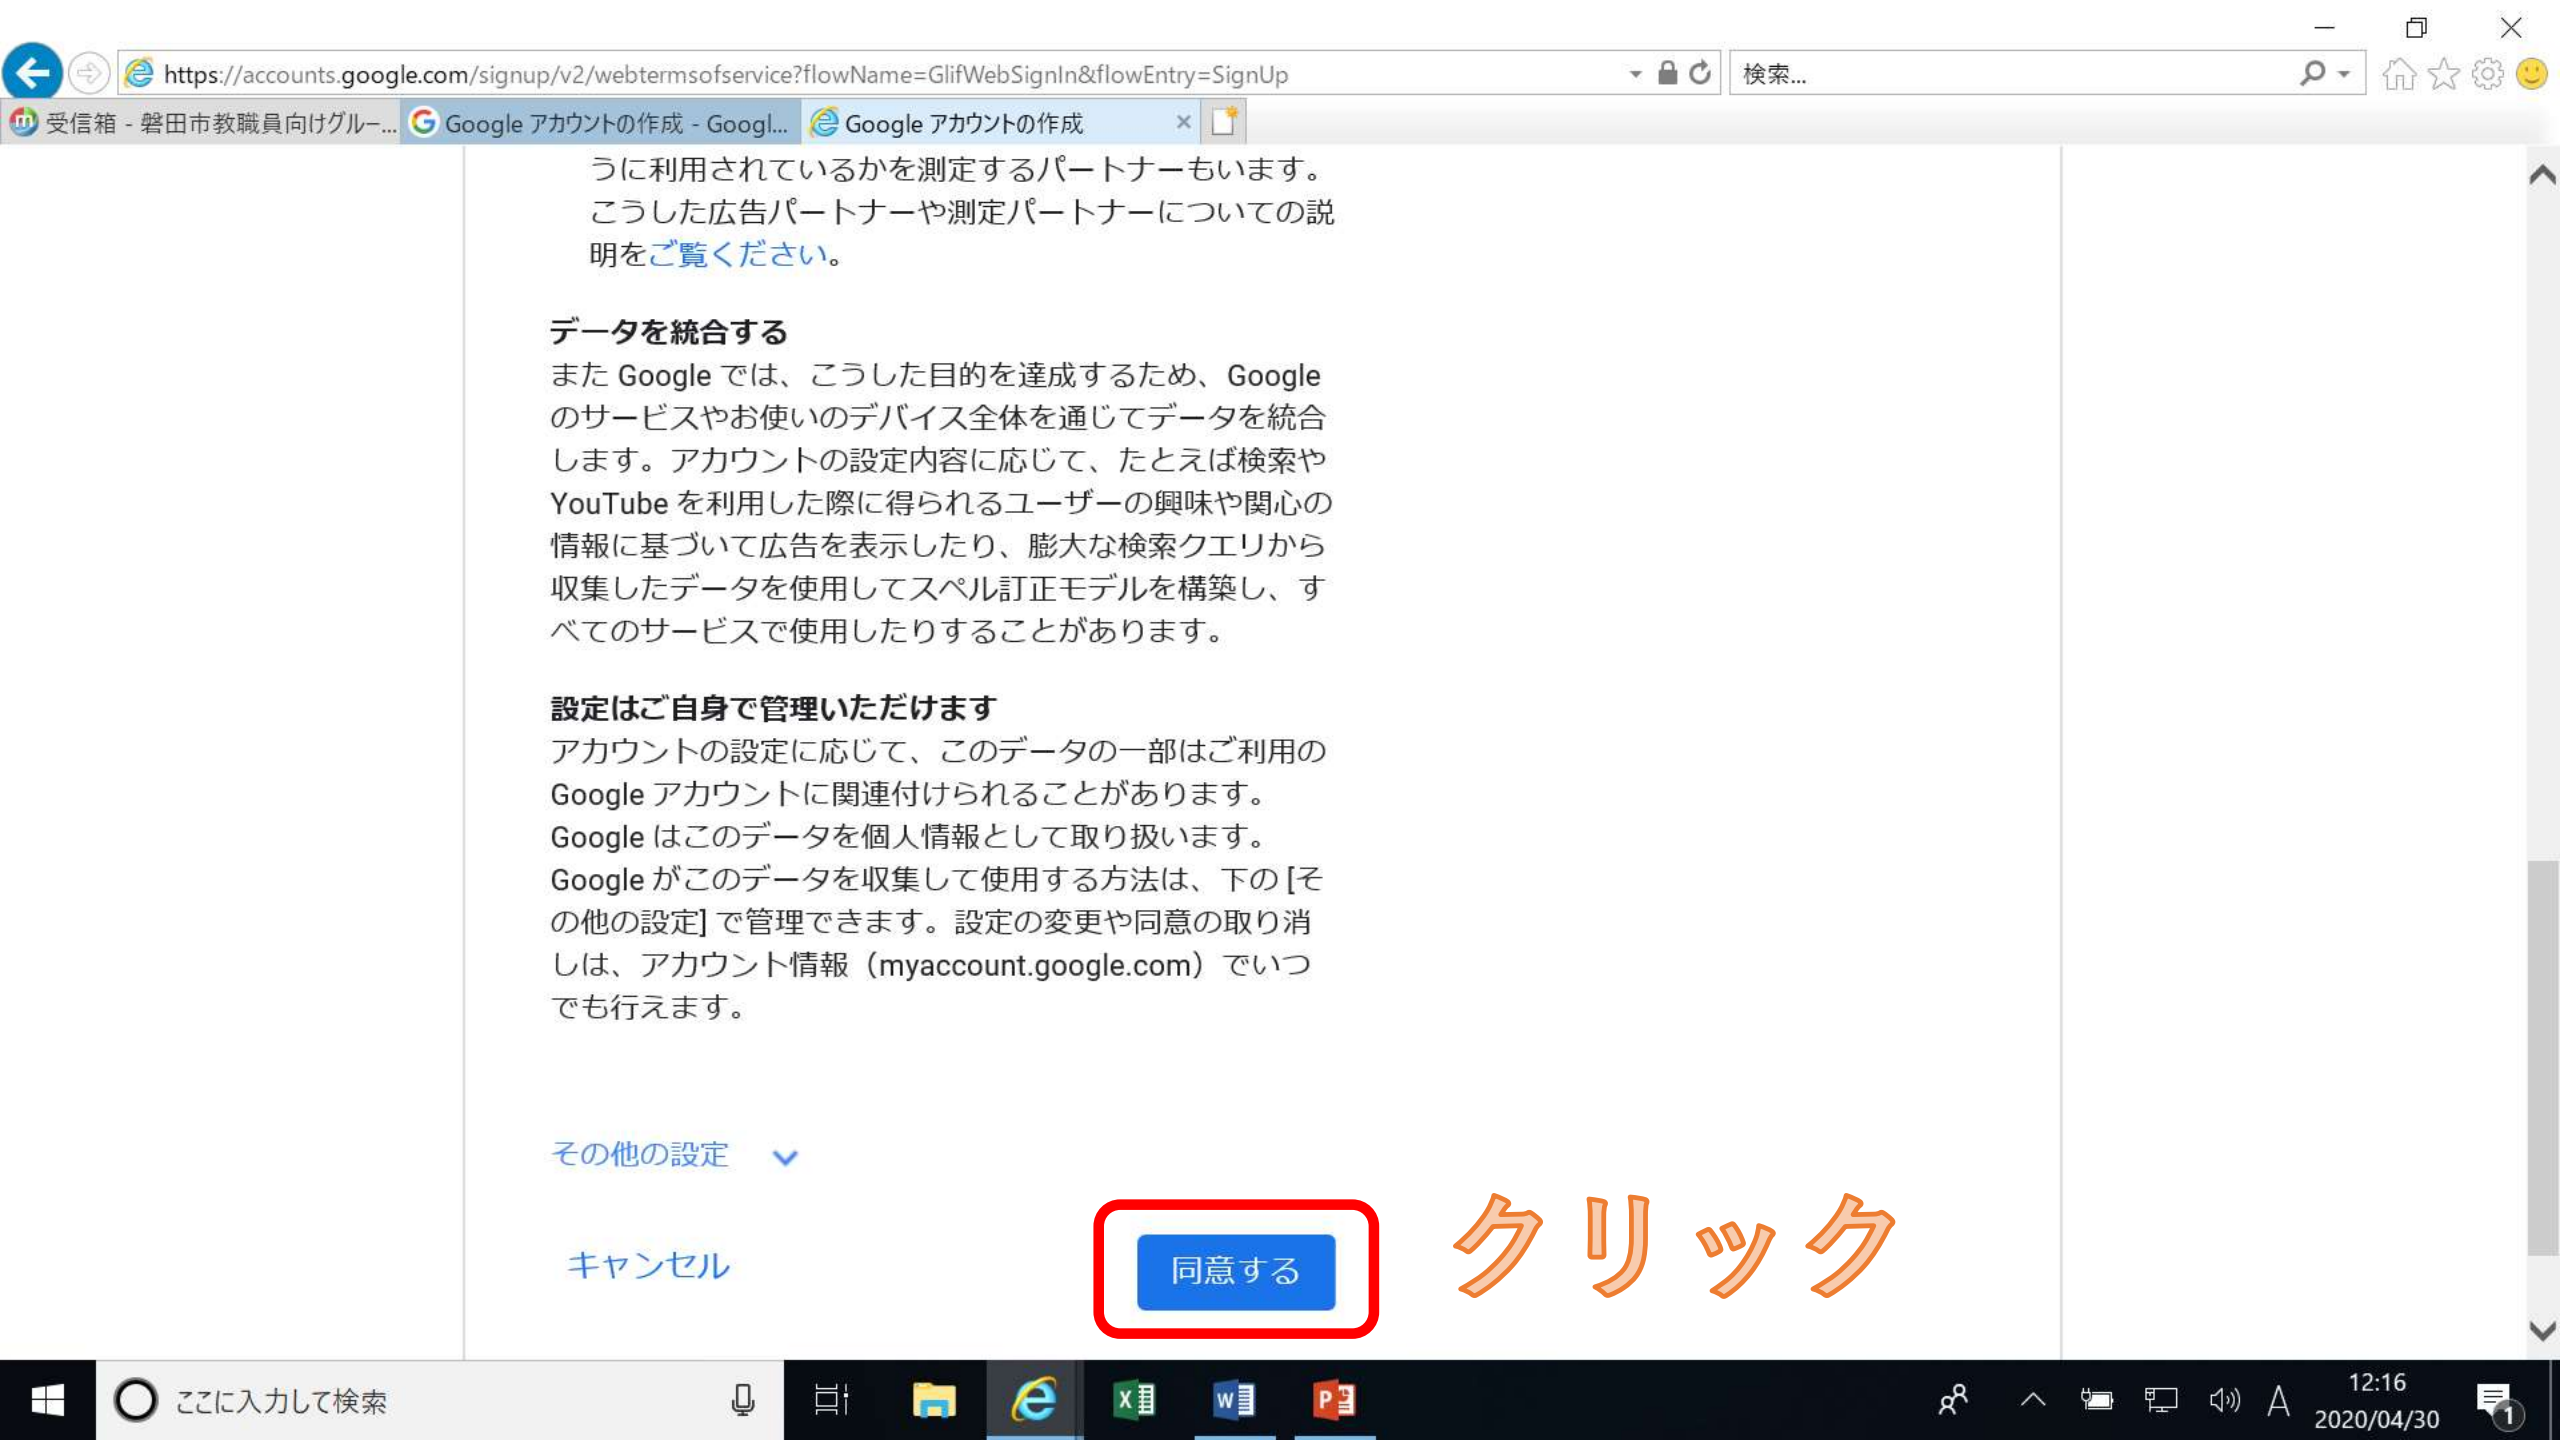 https://accounts.google.com/signup/v2/webtermsofservice?flowName=GlifWebSignIn&flowEntry=SignUp
検索...
受信箱 - 磐田市教職員向けグルー...
Google アカウントの作成 - Googl...
Google アカウントの作成
うに利用されているかを測定するパートナーもいます。
こうした広告パートナーや測定パートナーについての説
明をご覧ください。
データを統合する
また Google では、こうした目的を達成するため、Google
のサービスやお使いのデバイス全体を通じてデータを統合
します。アカウントの設定内容に応じて、たとえば検索や
YouTube を利用した際に得られるユーザーの興味や関心の
情報に基づいて広告を表示したり、膨大な検索クエリから
収集したデータを使用してスペル訂正モデルを構築し、す
べてのサービスで使用したりすることがあります。
設定はご自身で管理いただけます
アカウントの設定に応じて、このデータの一部はご利用の
Google アカウントに関連付けられることがあります。
Google はこのデータを個人情報として取り扱います。
Google がこのデータを収集して使用する方法は、下の [そ
の他の設定] で管理できます。設定の変更や同意の取り消
しは、アカウント情報（myaccount.google.com）でいつ
でも行えます。
その他の設定
キャンセル
同意する
クリック
ここに入力して検索
A
12:16
2020/04/30
1